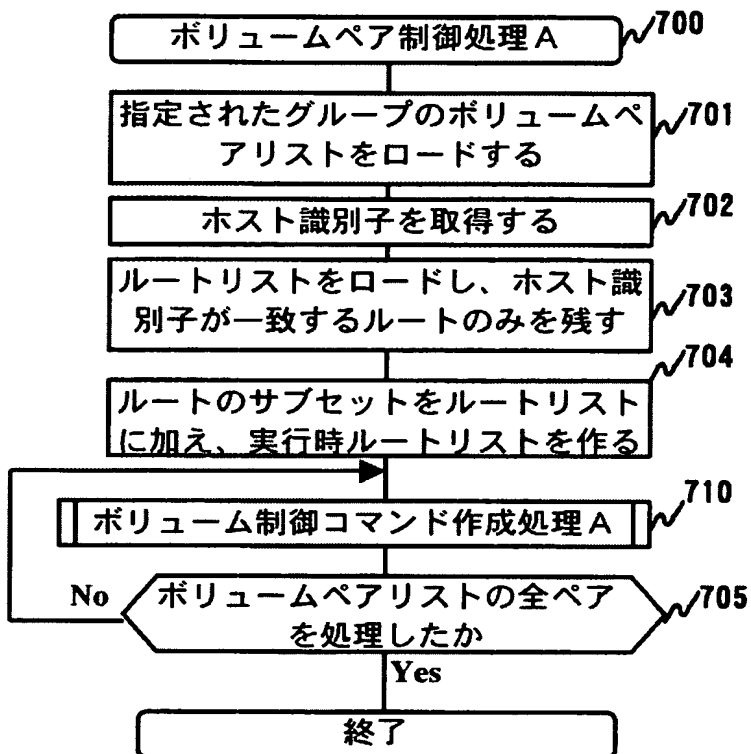 ボリュームペア制御処理A
700
指定されたグループのボリュームペ
アリストをロードする
701
ホスト識別子を取得する
702
ルートリストをロードし、ホスト識
別子が一致するルートのみを残す
703
704
ルートのサブセットをルートリスト
に加え、実行時ルートリストを作る
ボリューム制御コマンド作成処理A
710
No
ボリュームペアリストの全ペア
を処理したか
705
Yes
終了